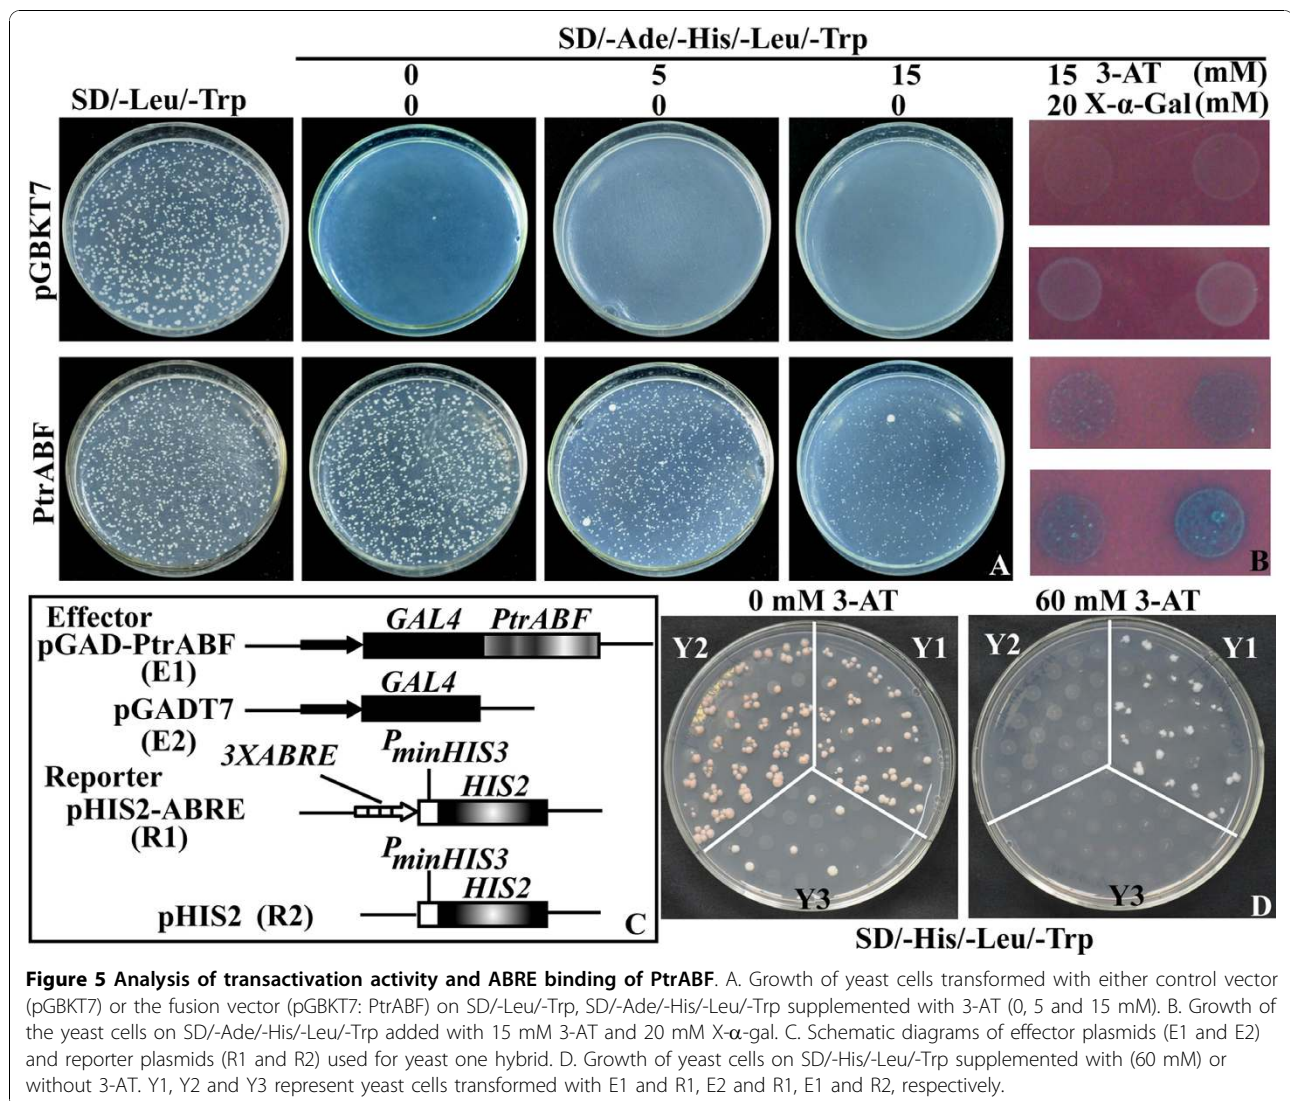 SD/-Ade/-His/-Leu/-Trp
0 5 15 15 3-AT (mM)
SD/-Leu/-Trp 0 0 0 20 X-α-Gal(mM)
pGBKT7
PtrABF
A
B
Effector
GAL4 PtrABF
pGAD-PtrABF
(E1)
GAL4
pGADT7
(E2)
PminHIS3
3XABRE
Reporter
HIS2
pHIS2-ABRE
(R1)
PminHIS3
HIS2
pHIS2 (R2)
C
0 mM 3-AT 60 mM 3-AT
Y2 Y1 Y2 Y1
Y3 Y3
D
SD/-His/-Leu/-Trp
Figure 5 Analysis of transactivation activity and ABRE binding of PtrABF. A. Growth of yeast cells transformed with either control vector
(pGBKT7) or the fusion vector (pGBKT7: PtrABF) on SD/-Leu/-Trp, SD/-Ade/-His/-Leu/-Trp supplemented with 3-AT (0, 5 and 15 mM). B. Growth of
the yeast cells on SD/-Ade/-His/-Leu/-Trp added with 15 mM 3-AT and 20 mM X-α-gal. C. Schematic diagrams of effector plasmids (E1 and E2)
and reporter plasmids (R1 and R2) used for yeast one hybrid. D. Growth of yeast cells on SD/-His/-Leu/-Trp supplemented with (60 mM) or
without 3-AT. Y1, Y2 and Y3 represent yeast cells transformed with E1 and R1, E2 and R1, E1 and R2, respectively.